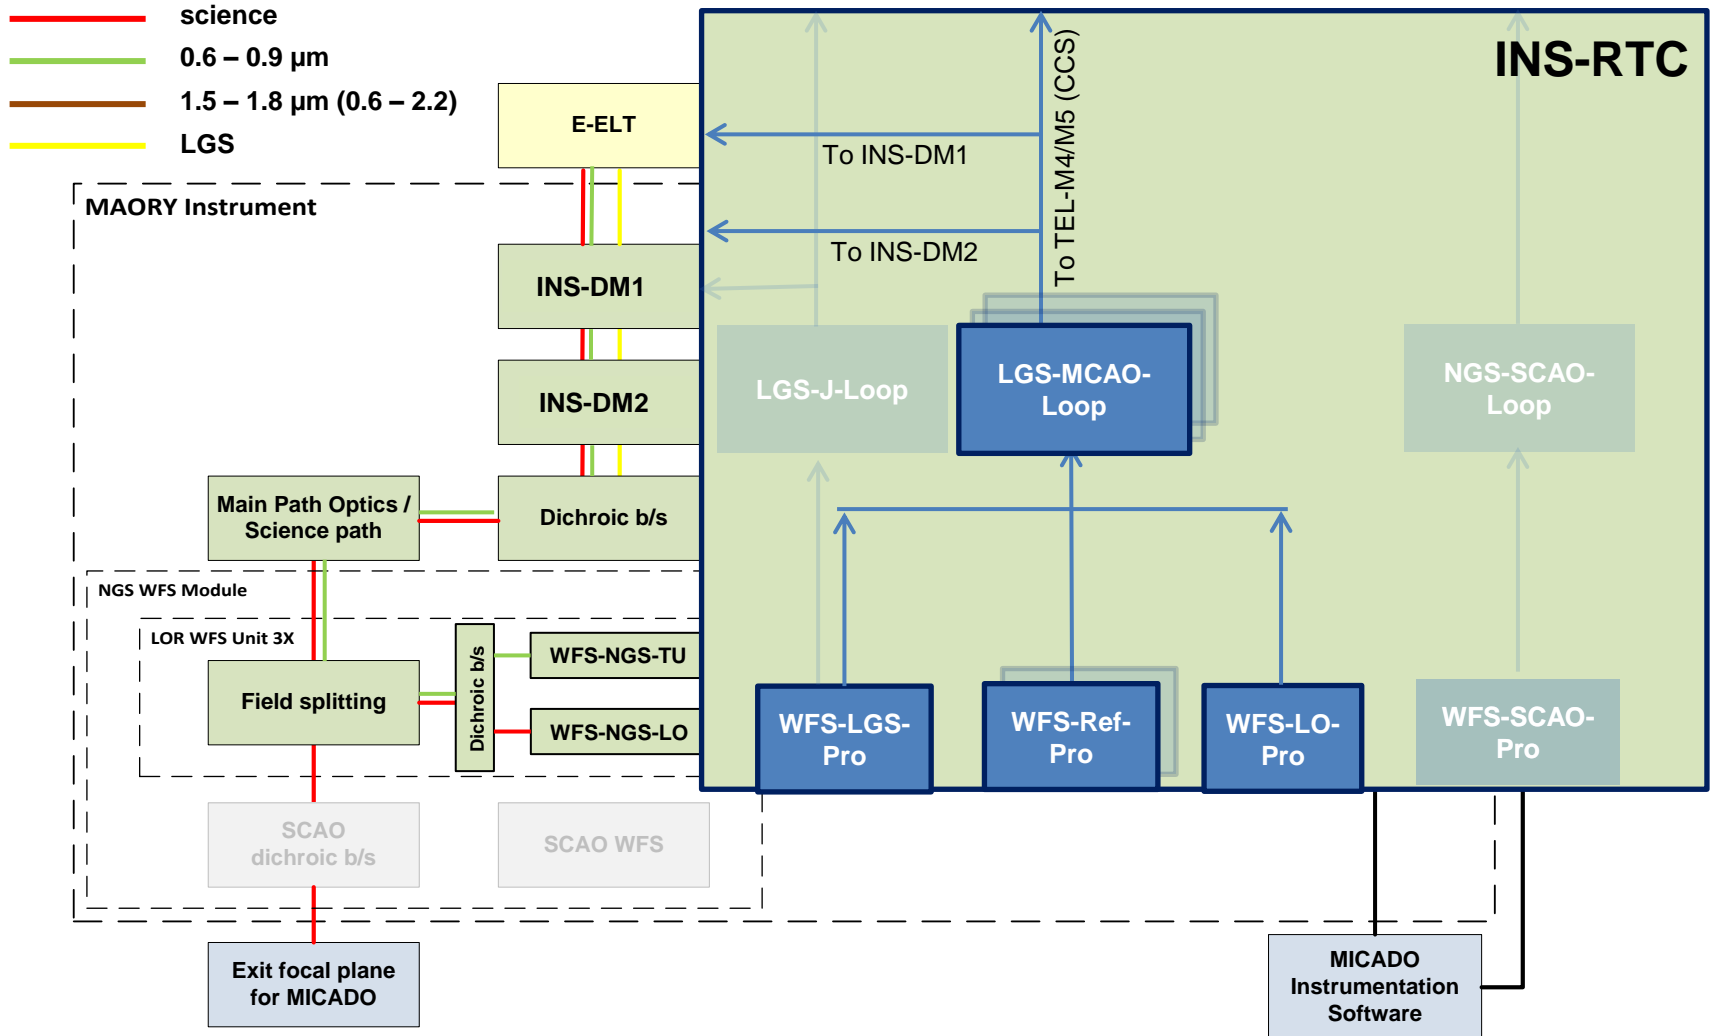 science
0.6 – 0.9 µm
1.5 – 1.8 µm (0.6 – 2.2)
LGS
INS-RTC
E-ELT
To INS-DM1
To INS-DM2
To TEL-M4/M5 (CCS)
MAORY Instrument
INS-DM1
INS-DM2
LGS-J-Loop
LGS-MCAO-
Loop
NGS-SCAO-
Loop
Main Path Optics /
Science path
Dichroic b/s
NGS WFS Module
LOR WFS Unit 3X
Field splitting
Dichroic b/s
WFS-NGS-TU
WFS-NGS-LO
WFS-LGS-
Pro
WFS-Ref-
Pro
WFS-LO-
Pro
WFS-SCAO-
Pro
SCAO
dichroic b/s
SCAO WFS
Exit focal plane
for MICADO
MICADO
Instrumentation
Software